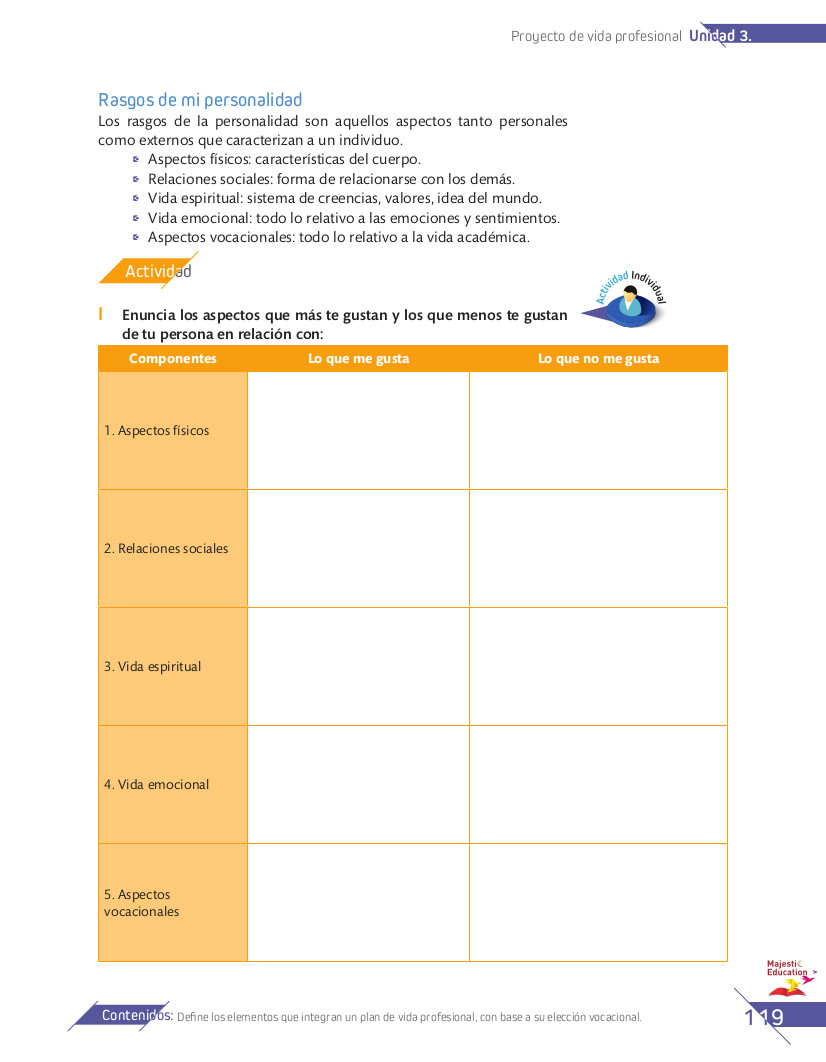 Proyecto de vida profesional Unidad 3.
Rasgos de mi personalidad
Los rasgos de la personalidad son aquellos aspectos tanto personales
como externos que caracterizan a un individuo.
Aspectos físicos: características del cuerpo.
Relaciones sociales: forma de relacionarse con los demás.
Vida espiritual: sistema de creencias, valores, idea del mundo.
Vida emocional: todo lo relativo a las emociones y sentimientos.
Aspectos vocacionales: todo lo relativo a la vida académica.
Actividad
Actividad Individual
I Enuncia los aspectos que más te gustan y los que menos te gustan
de tu persona en relación con:
Componentes Lo que me gusta Lo que no me gusta
1. Aspectos físicos
2. Relaciones sociales
3. Vida espiritual
4. Vida emocional
5. Aspectos
vocacionales
Majestic
Education
Contenidos: Define los elementos que integran un plan de vida profesional, con base a su elección vocacional.
119